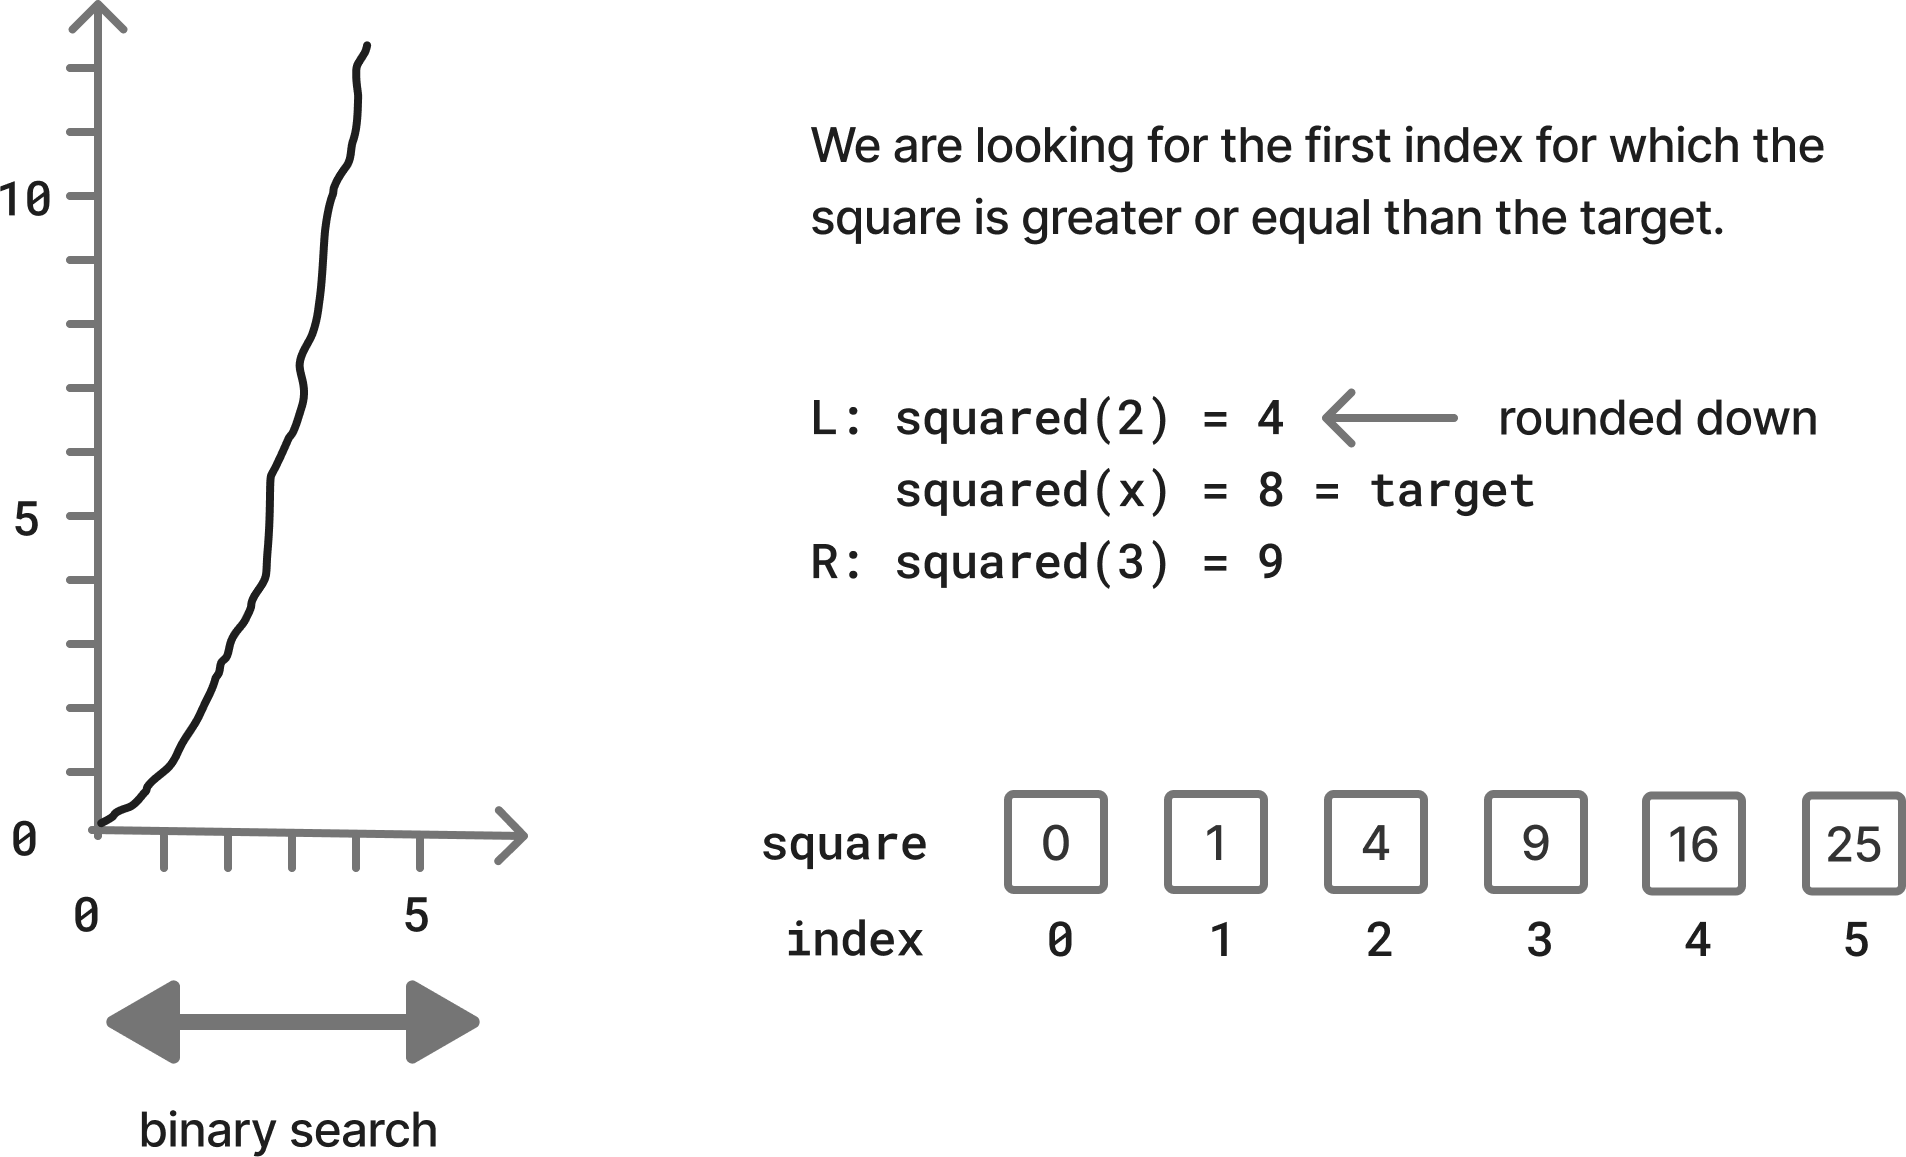 10
5
0
0 5
binary search
We are looking for the first index for which the
square is greater or equal than the target.
L: squared(2) = 4 rounded down
squared(x) = 8 = target
R: squared(3) = 9
square 0 1 4 9 16 25
index 0 1 2 3 4 5